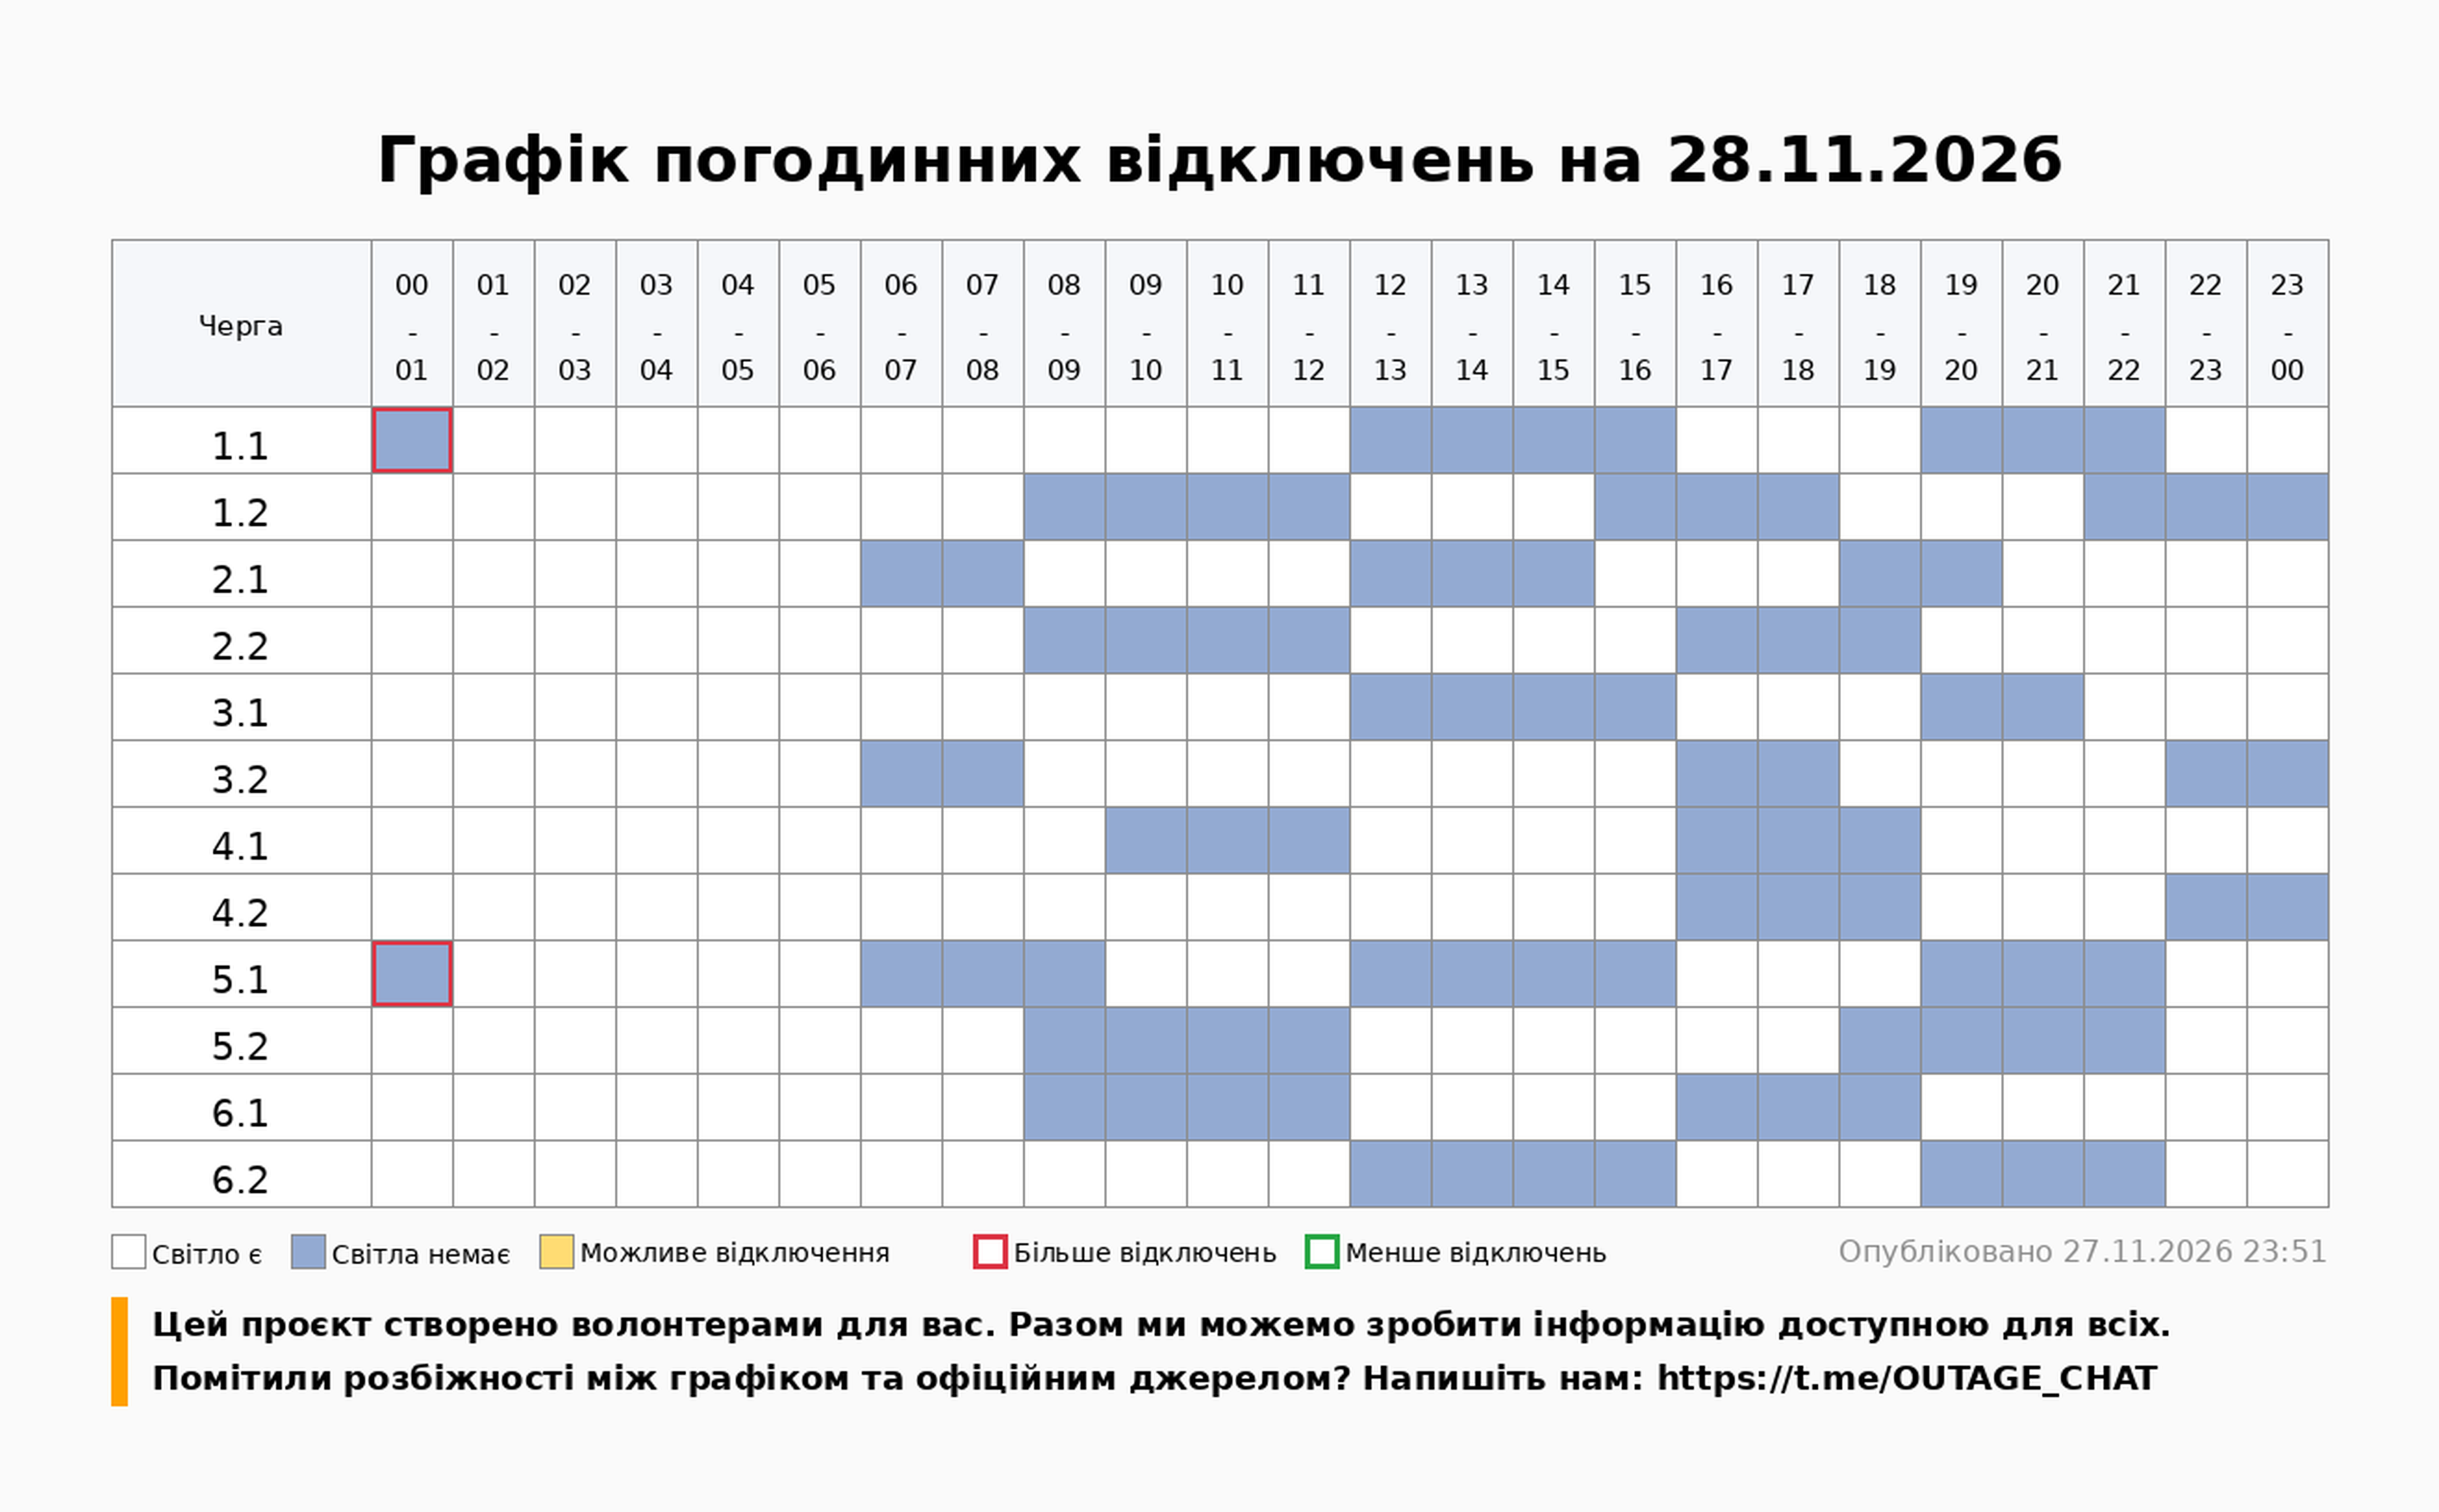 Графік погодинних відключень на 28.11.2026
Черга 00 - 01 01 - 02 02 - 03 03 - 04 04 - 05 05 - 06 06 - 07 07 - 08 08 - 09 09 - 10 10 - 11 11 - 12 12 - 13 13 - 14 14 - 15 15 - 16 16 - 17 17 - 18 18 - 19 19 - 20 20 - 21 21 - 22 22 - 23 23 - 00
1.1
1.2
2.1
2.2
3.1
3.2
4.1
4.2
5.1
5.2
6.1
6.2
Світло є Світла немає Можливе відключення Більше відключень Менше відключень Опубліковано 27.11.2026 23:51
Цей проєкт створено волонтерами для вас. Разом ми можемо зробити інформацію доступною для всіх.
Помітили розбіжності між графіком та офіційним джерелом? Напишіть нам: https://t.me/OUTAGE_CHAT